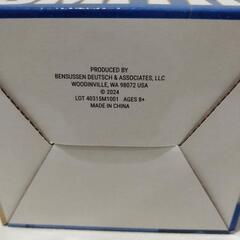 PRODUCED BY
BENSUSSEN DEUTSCH & ASSOCIATES, LLC
WOODINVILLE, WA 98072 USA
© 2024
LOT 40315M1001 AGES 8+
MADE IN CHINA